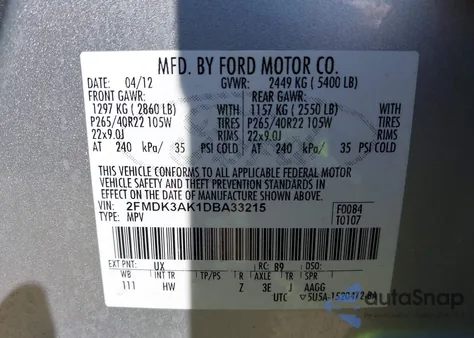 MFD. BY FORD MOTOR CO.
DATE: 04/12 GVWR: 2449 KG ( 5400 LB)
FRONT GAWR: REAR GAWR:
1297 KG ( 2860 LB) WITH 1157 KG ( 2550 LB) WITH
P265/40R22 105W TIRES P265/40R22 105W TIRES
22x9.0J RIMS 22x9.0J RIMS
AT 240 kPa/ 35 PSI COLD AT 240 kPa/ 35 PSI COLD
THIS VEHICLE CONFORMS TO ALL
APPLICABLE FEDERAL MOTOR VEHICLE
VEHICLE SAFETY AND THEFT PREVENTION STANDARDS IN
EFFECT ON THE DATE OF MANUFACTURE SHOWN ABOVE.
VIN: 2FMDK3AK1DBA33215 F0084
TYPE: MPV T0107
EXT PNT: UX RC: 89 DSO:
WB INT TR TP/PS R AXLE TR SPR
111 HW Z 3E J AAGG
UTC
autoSnap